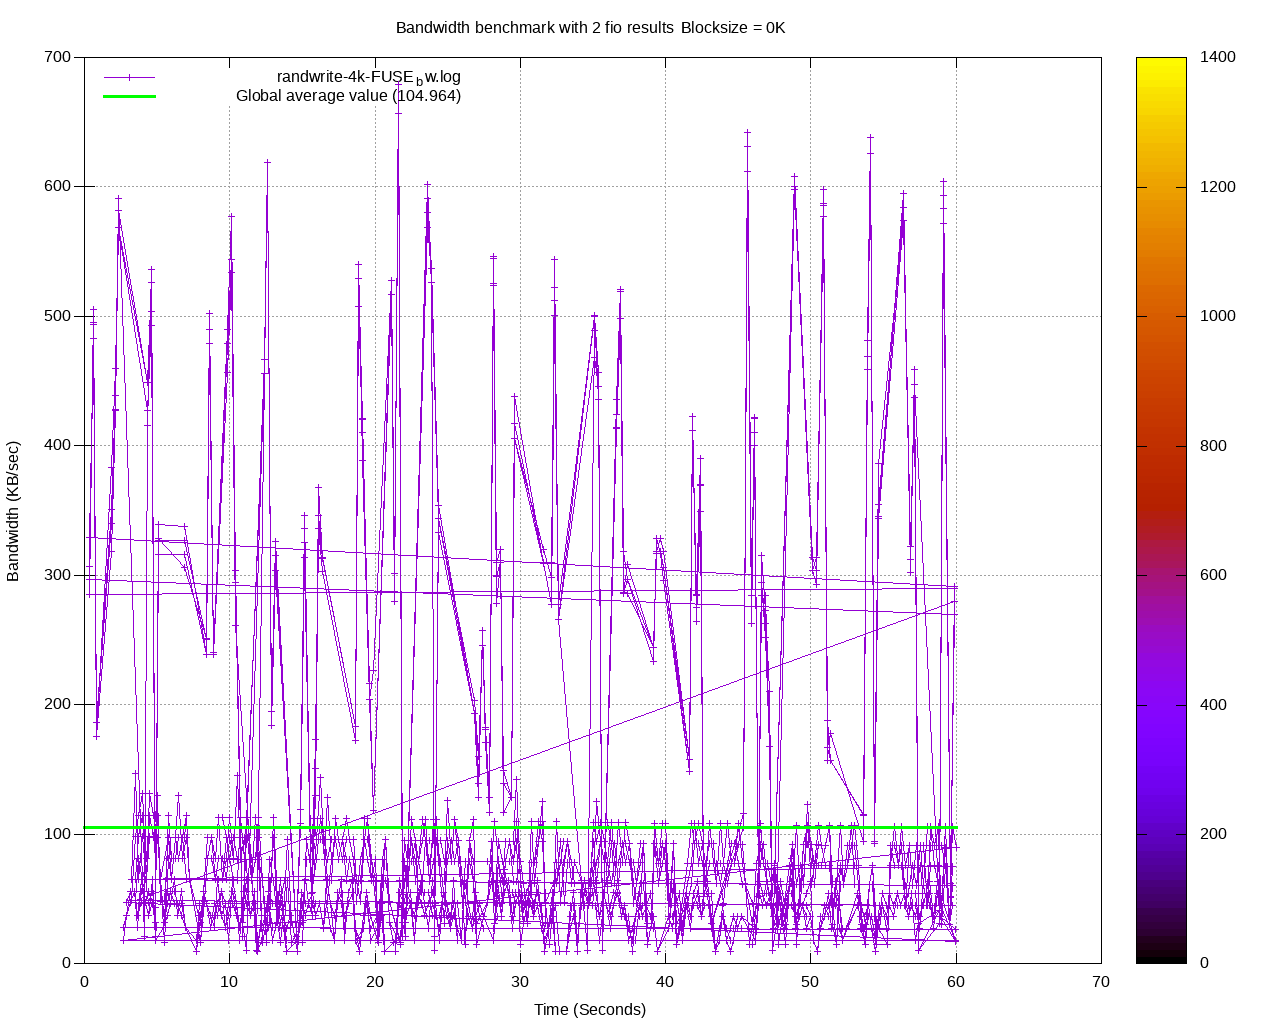 Bandwidth benchmark with 2 fio results Blocksize = 0K
randwrite-4k-FUSE_bw.log
Global average value (104.964)
Bandwidth (KB/sec)
700
600
500
400
300
200
100
0
0 10 20 30 40 50 60 70
Time (Seconds)
1400
1200
1000
800
600
400
200
0